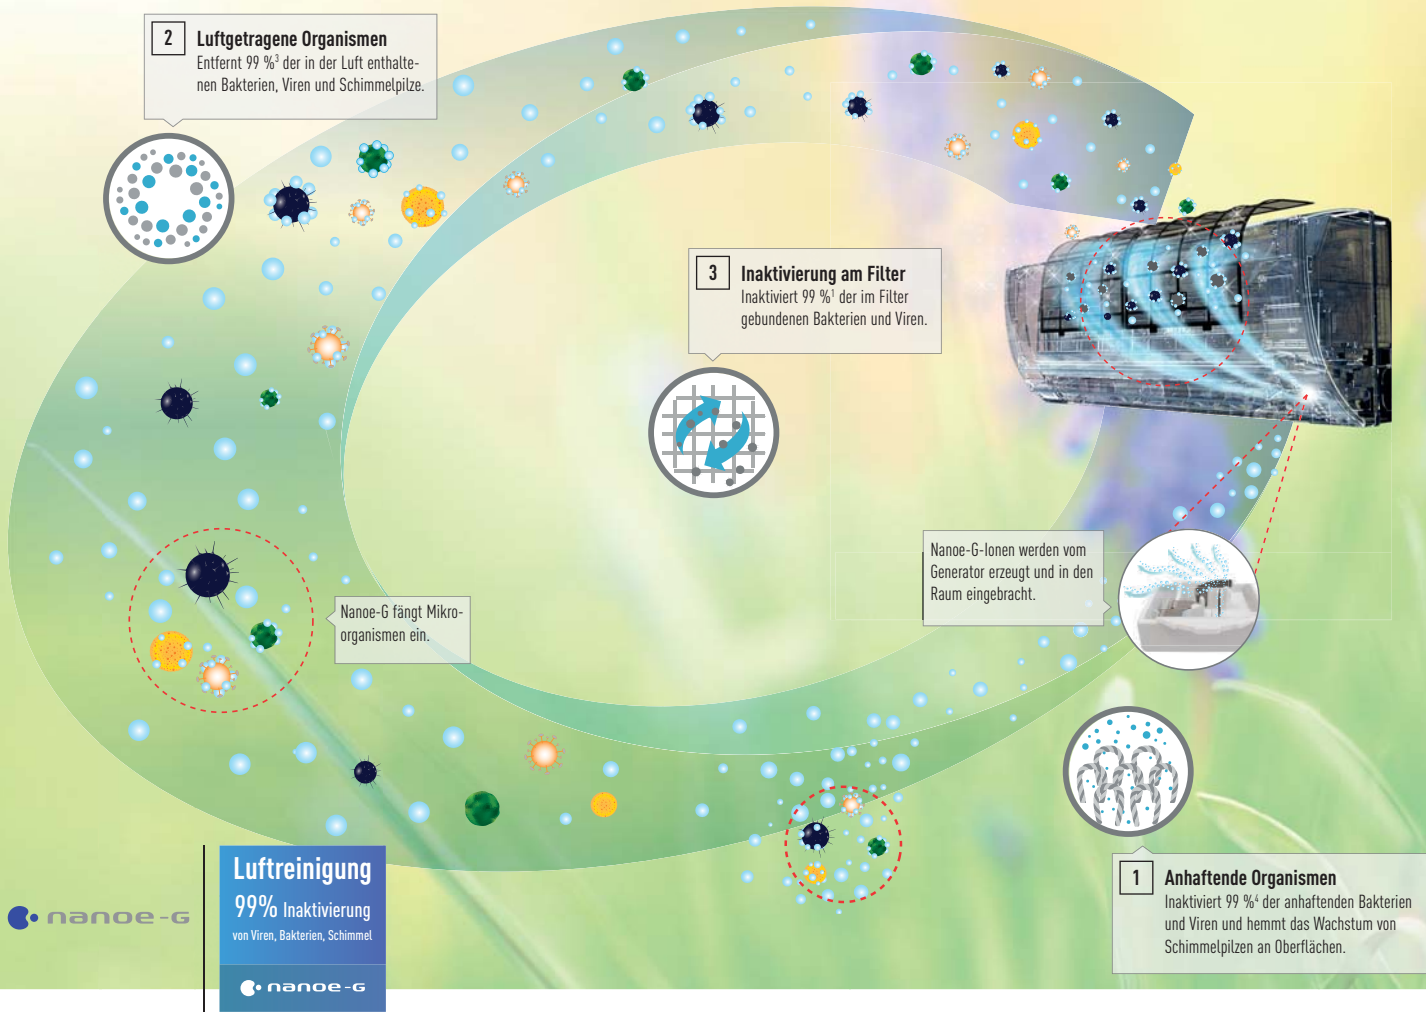 2
Luftgetragene Organismen
Entfernt 99 %³ der in der Luft enthalte-
nen Bakterien, Viren und Schimmelpilze.
3
Inaktivierung am Filter
Inaktiviert 99 %¹ der im Filter
gebundenen Bakterien und Viren.
Nanoe-G-Ionen werden vom
Generator erzeugt und in den
Raum eingebracht.
Nanoe-G fängt Mikro-
organismen ein.
1
Anhaftende Organismen
Inaktiviert 99 %⁴ der anhaftenden Bakterien
und Viren und hemmt das Wachstum von
Schimmelpilzen an Oberflächen.
nanoe-G
Luftreinigung
99% Inaktivierung
von Viren, Bakterien, Schimmel
nanoe-G